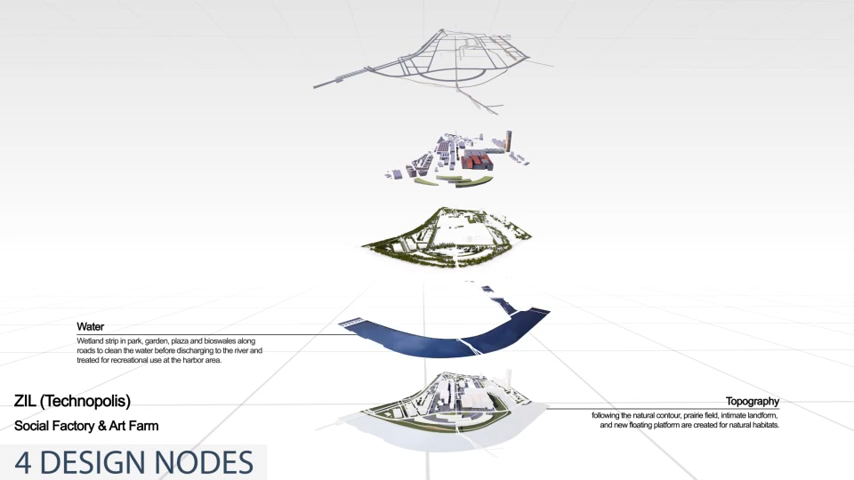 Water
Wetland strip in park, garden, plaza and bioswales along
roads to clean the water before discharging to the river and
treated for recreational use at the harbor area.
ZIL (Technopolis)
Social Factory & Art Farm
4 DESIGN NODES
Topography
following the natural contour, prairie field, intimate landform,
and new floating platform are created for natural habitats.